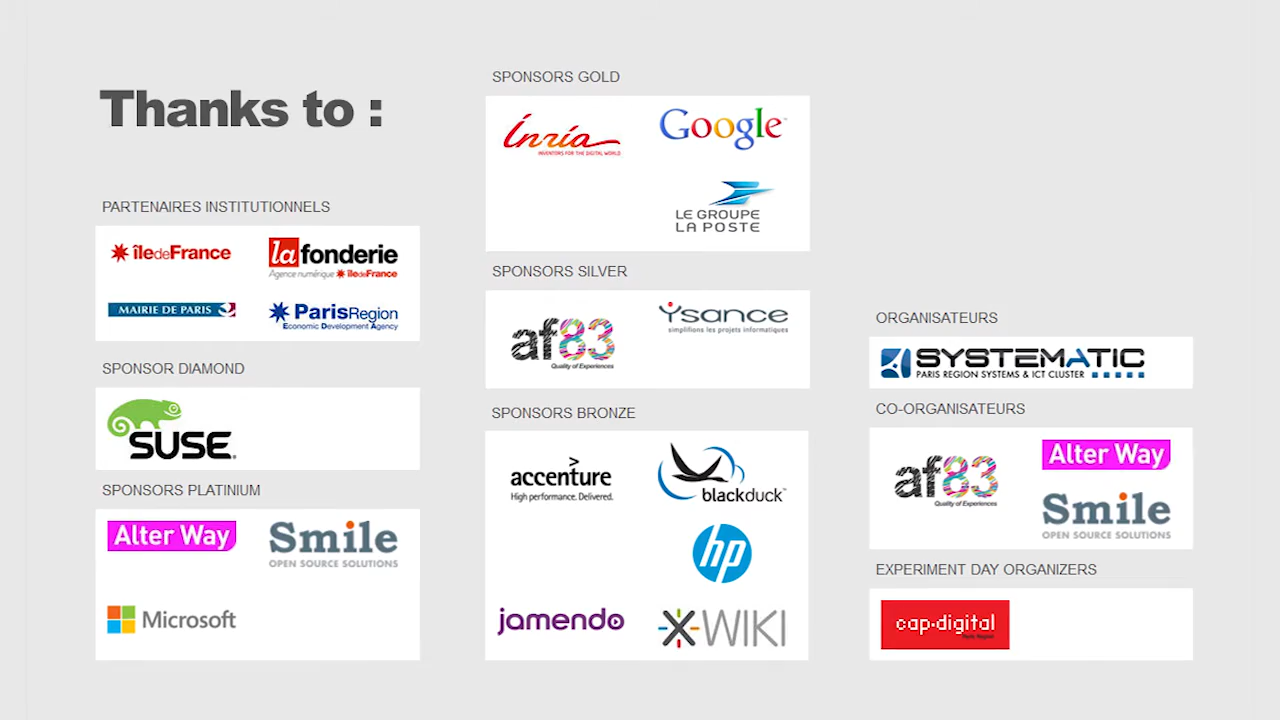 Thanks to :
PARTENAIRES INSTITUTIONNELS
îledeFrance
la fonderie
Agence numérique îledeFrance
MAIRIE DE PARIS
ParisRegion
Economic Development Agency
SPONSOR DIAMOND
SUSE
SPONSORS PLATINIUM
Alter Way
Smile
OPEN SOURCE SOLUTIONS
Microsoft
SPONSORS GOLD
Inria
INVENTORS FOR THE DIGITAL WORLD
Google
LE GROUPE
LA POSTE
SPONSORS SILVER
af83
Quality of Experiences
Ysance
simplifions les projets informatiques
SPONSORS BRONZE
accenture
High performance. Delivered.
blackduck
hp
jamendo
XWIKI
ORGANISATEURS
SYSTEMATIC
PARIS REGION SYSTEMS & ICT CLUSTER
CO-ORGANISATEURS
af83
Quality of Experiences
Alter Way
Smile
OPEN SOURCE SOLUTIONS
EXPERIMENT DAY ORGANIZERS
cap·digital
Paris Region